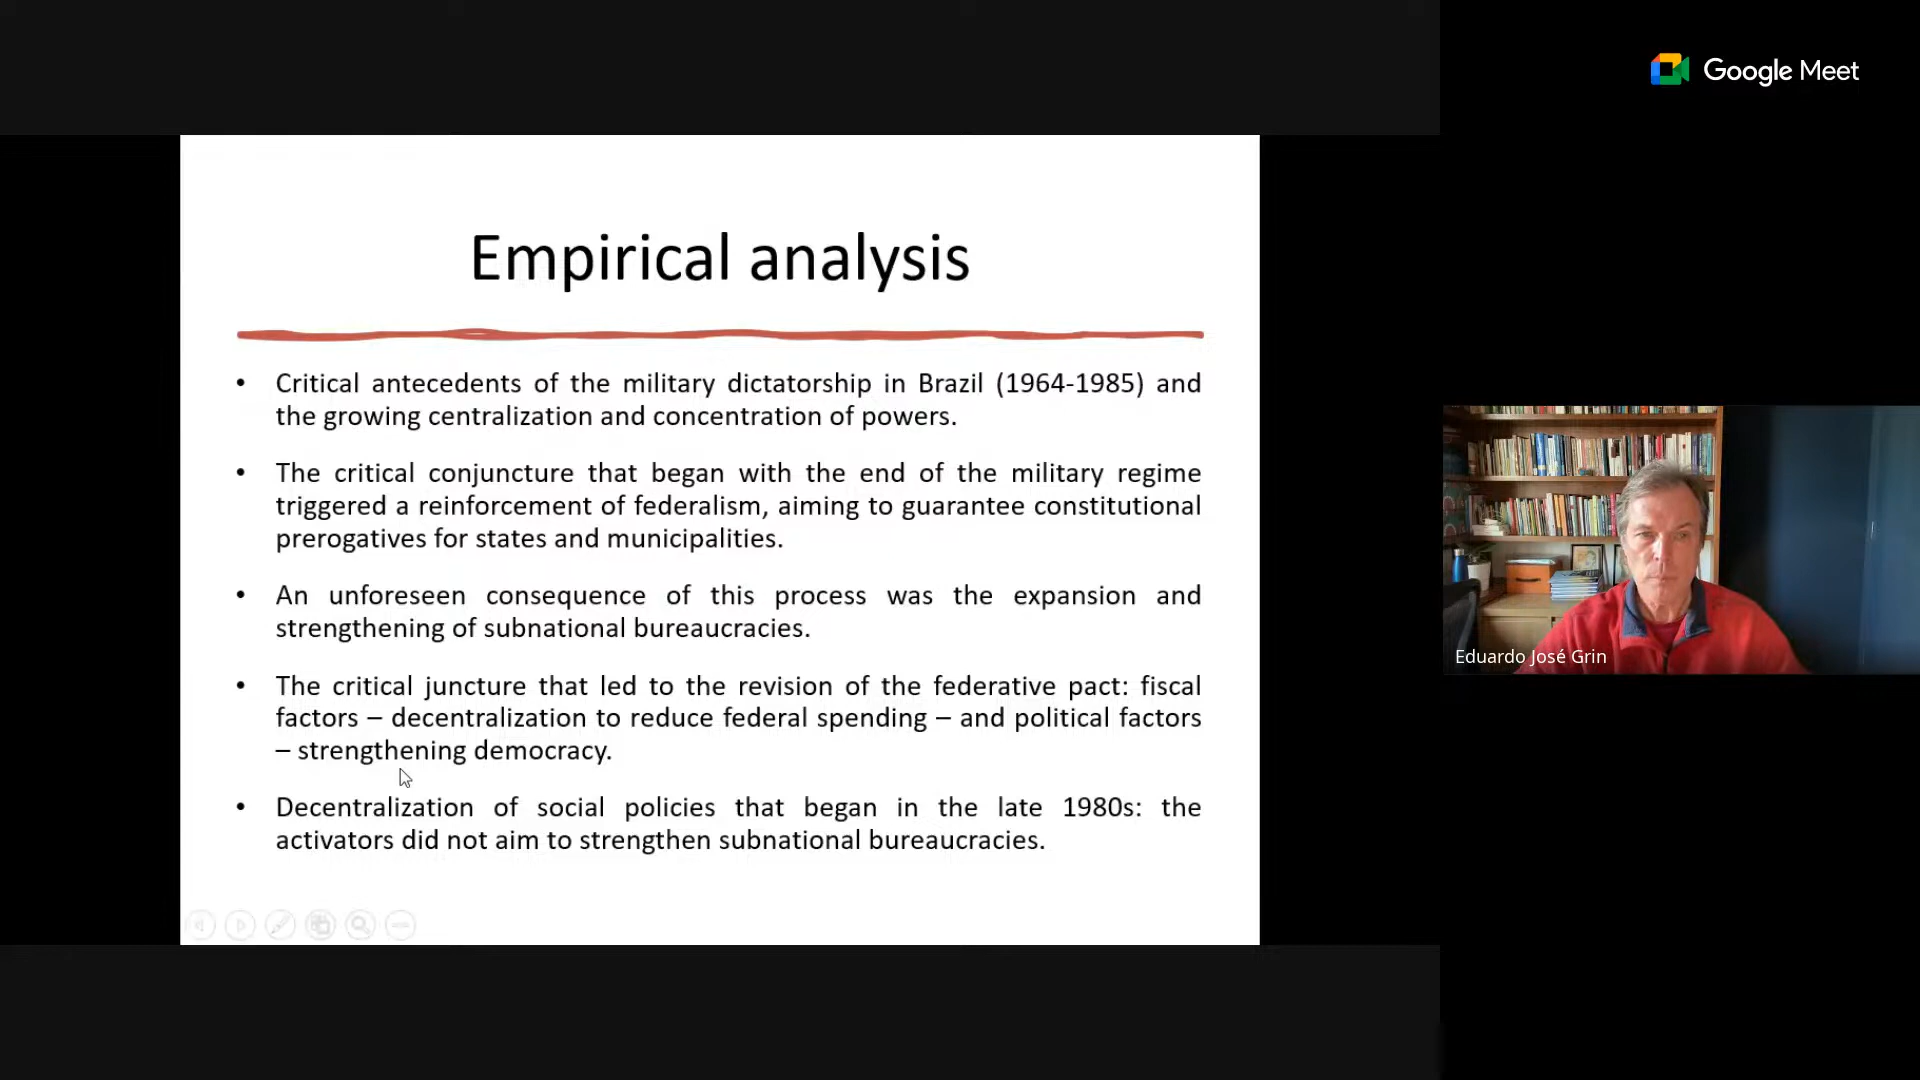 Google Meet
Empirical analysis
• Critical antecedents of the military dictatorship in Brazil (1964-1985) and
the growing centralization and concentration of powers.
• The critical conjuncture that began with the end of the military regime
triggered a reinforcement of federalism, aiming to guarantee constitutional
prerogatives for states and municipalities.
• An unforeseen consequence of this process was the expansion and
strengthening of subnational bureaucracies.
• The critical juncture that led to the revision of the federative pact: fiscal
factors – decentralization to reduce federal spending – and political factors
– strengthening democracy.
• Decentralization of social policies that began in the late 1980s: the
activators did not aim to strengthen subnational bureaucracies.
Eduardo José Grin